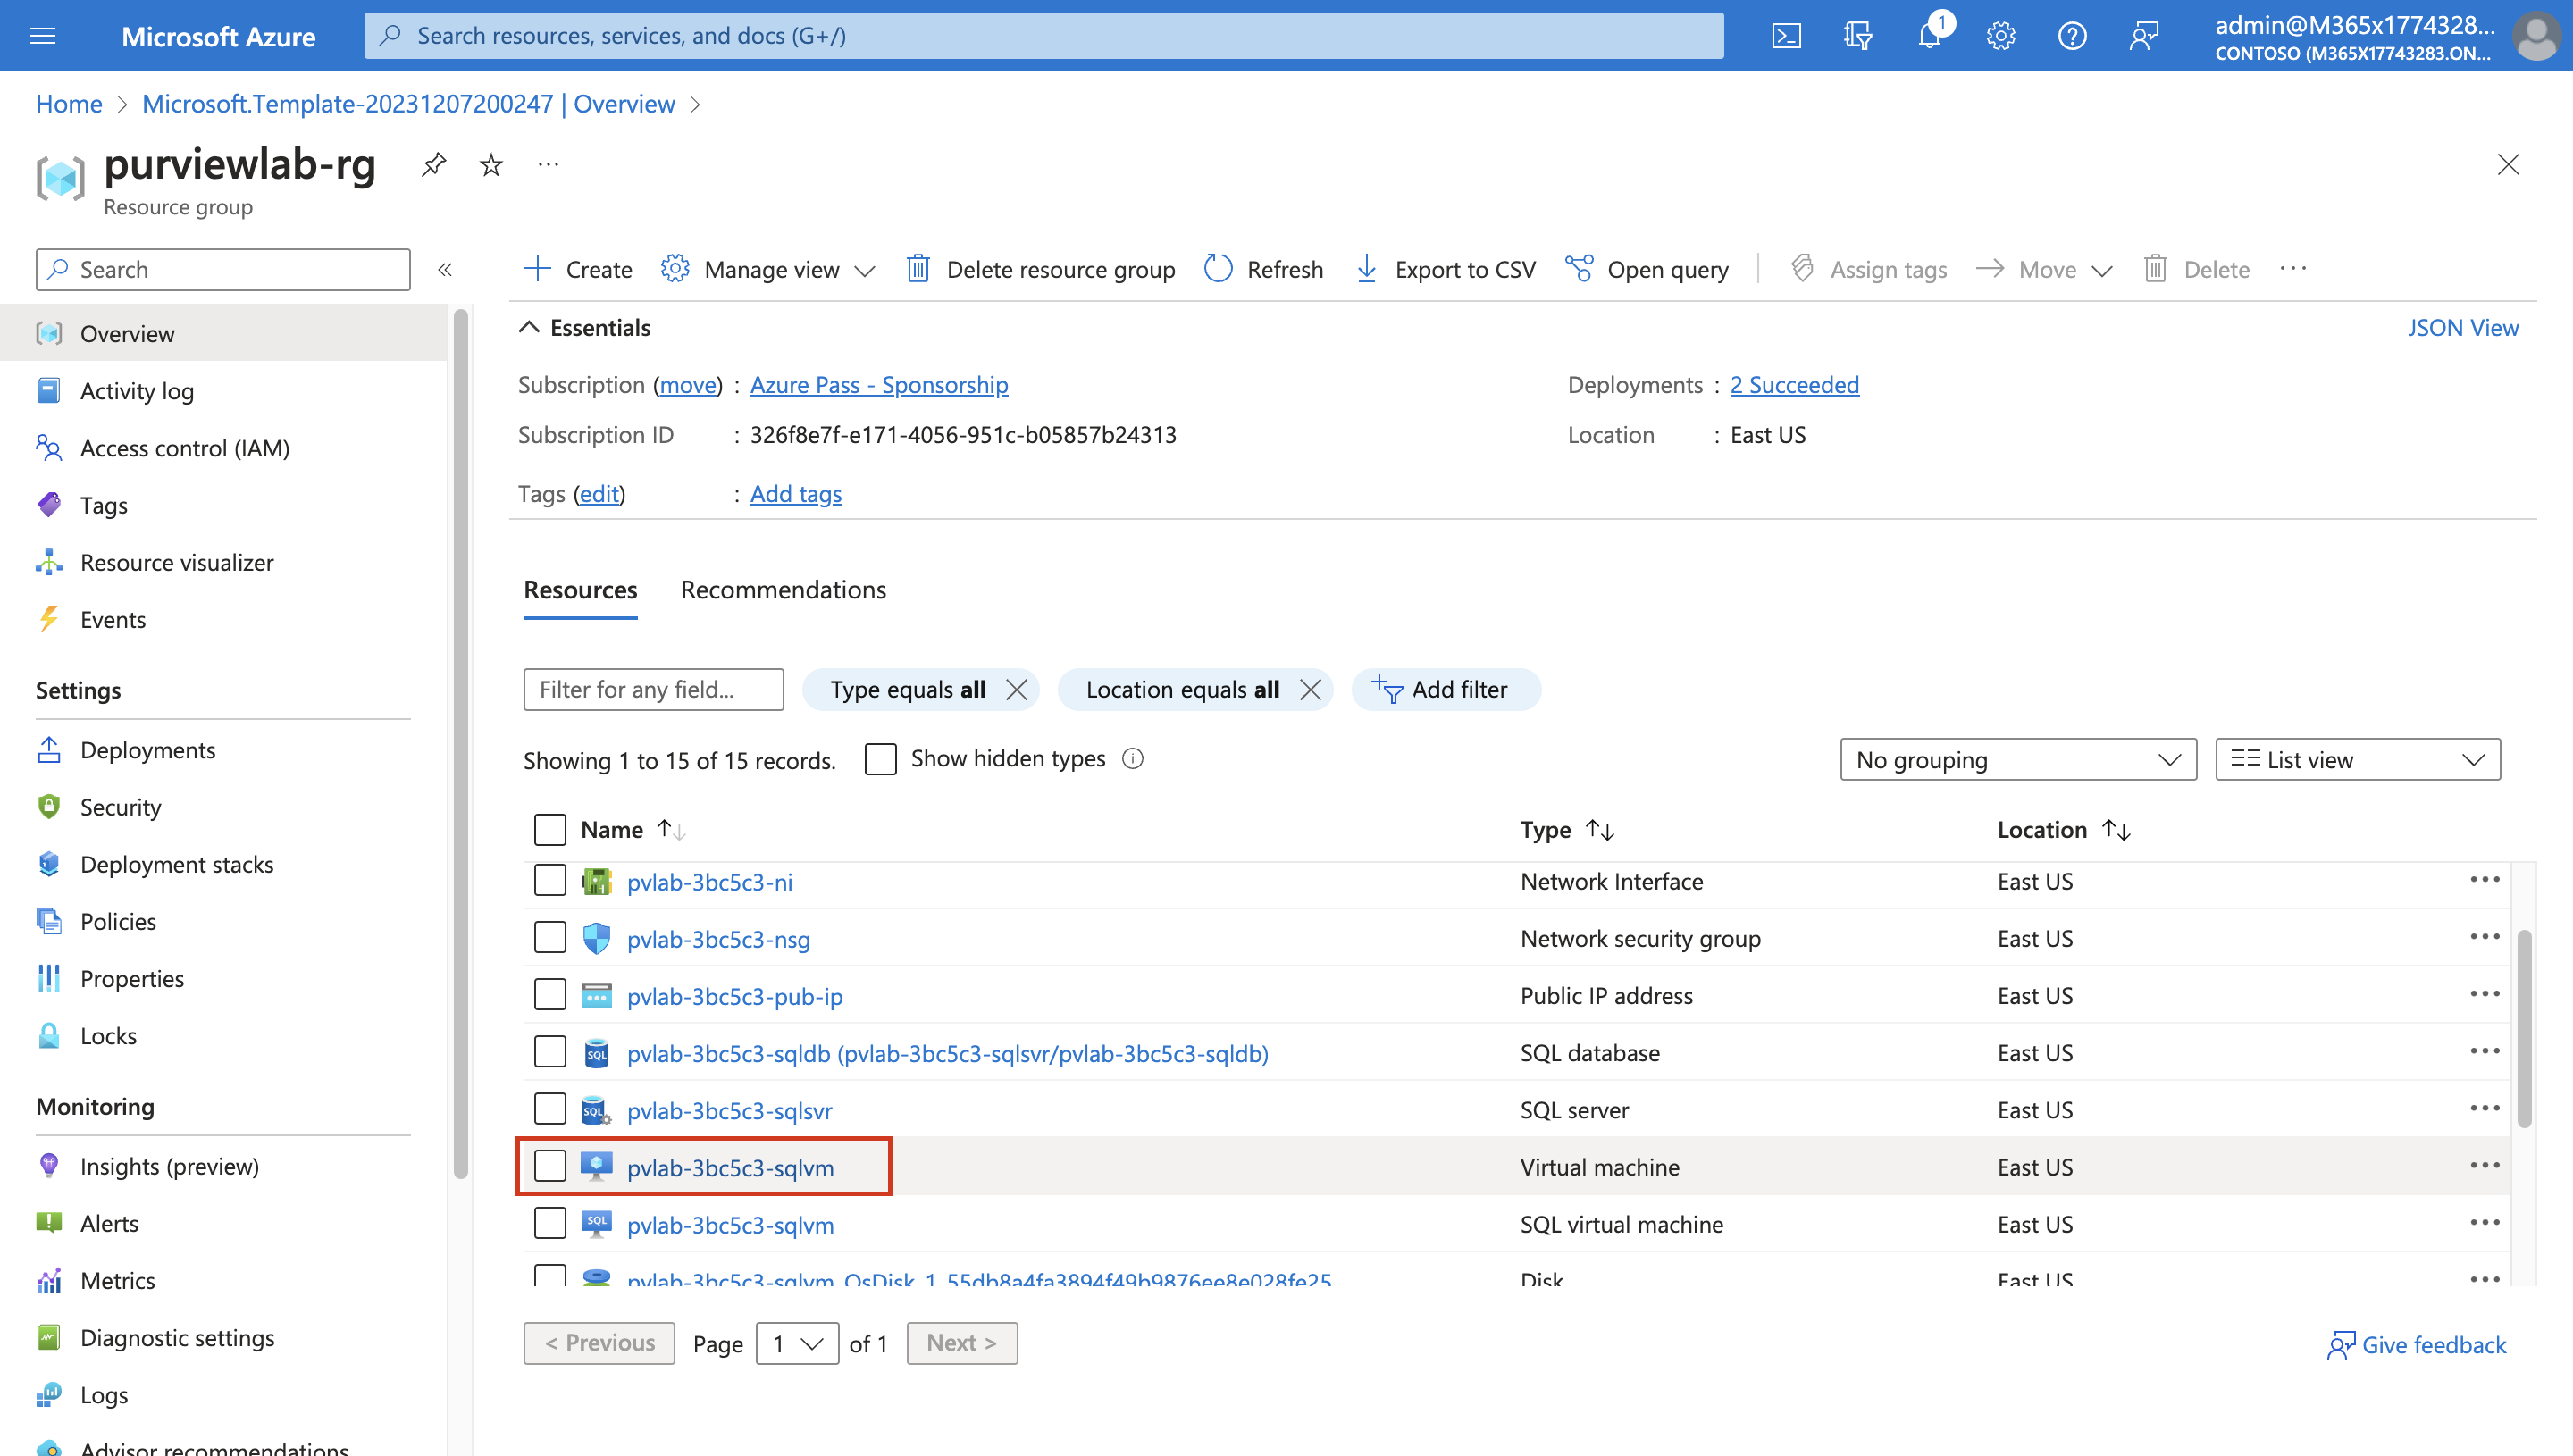 Microsoft Azure
Search resources, services, and docs (G+/)
1
admin@M365x1774328...
CONTOSO (M365X17743283.ON...
Home > Microsoft.Template-20231207200247 | Overview >
purviewlab-rg
Resource group
Search
Overview
Activity log
Access control (IAM)
Tags
Resource visualizer
Events
Settings
Deployments
Security
Deployment stacks
Policies
Properties
Locks
Monitoring
Insights (preview)
Alerts
Metrics
Diagnostic settings
Logs
Advisor recommendations
Create Manage view Delete resource group Refresh Export to CSV Open query Assign tags Move Delete
Essentials
JSON View
Subscription (move) : Azure Pass - Sponsorship
Deployments : 2 Succeeded
Subscription ID : 326f8e7f-e171-4056-951c-b05857b24313
Location : East US
Tags (edit) : Add tags
Resources Recommendations
Filter for any field... Type equals all Location equals all Add filter
Showing 1 to 15 of 15 records. Show hidden types
No grouping List view
Name Type Location
pvlab-3bc5c3-ni Network Interface East US
pvlab-3bc5c3-nsg Network security group East US
pvlab-3bc5c3-pub-ip Public IP address East US
pvlab-3bc5c3-sqldb (pvlab-3bc5c3-sqlsvr/pvlab-3bc5c3-sqldb) SQL database East US
pvlab-3bc5c3-sqlsvr SQL server East US
pvlab-3bc5c3-sqlvm Virtual machine East US
pvlab-3bc5c3-sqlvm SQL virtual machine East US
pvlab-3bc5c3-sqlvm_OsDisk_1_55db8a4fa3894f49b9876ee8e028fe25 Disk East US
< Previous Page 1 of 1 Next >
Give feedback